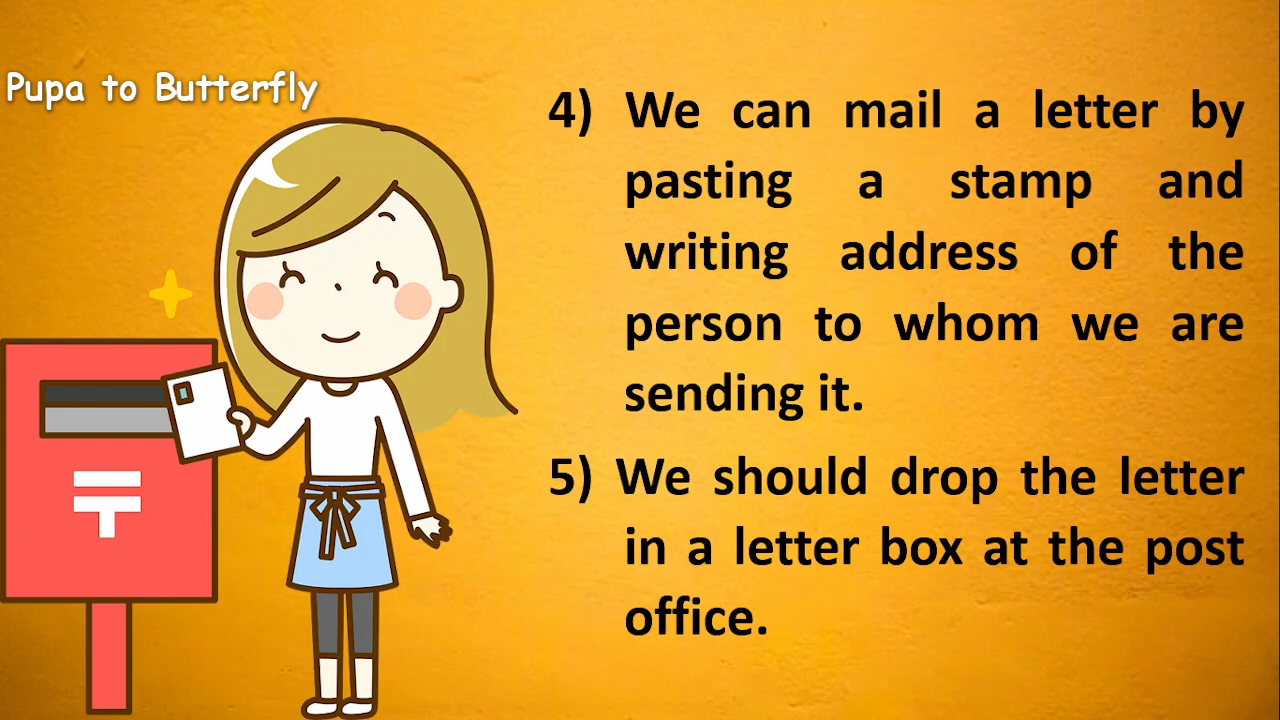 Pupa to Butterfly
4) We can mail a letter by
pasting a stamp and
writing address of the
person to whom we are
sending it.
5) We should drop the letter
in a letter box at the post
office.